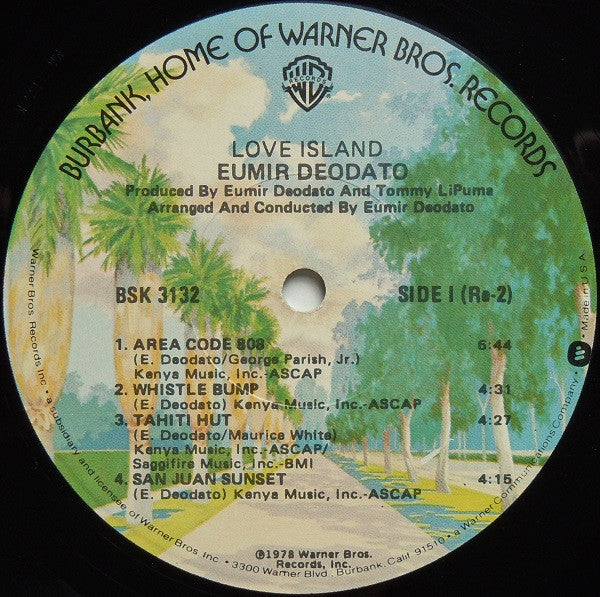 BURBANK, HOME OF WARNER BROS. RECORDS
WB
RECORDS
LOVE ISLAND
EUMIR DEODATO
Produced By Eumir Deodato And Tommy LiPuma
Arranged And Conducted By Eumir Deodato
BSK 3132
SIDE I (Re-2)
1. AREA CODE 808 6:44
(E. Deodato/George Parish, Jr.)
Kenya Music, Inc.-ASCAP
2. WHISTLE BUMP 4:31
(E. Deodato) Kenya Music, Inc.-ASCAP
3. TAHITI HUT 4:27
(E. Deodato/Maurice White)
Kenya Music, Inc.-ASCAP/
Saggifire Music, Inc.-BMI
4. SAN JUAN SUNSET 4:15
(E. Deodato) Kenya Music, Inc.-ASCAP
℗1978 Warner Bros.
Records, Inc.
Warner Bros. Records Inc. • a subsidiary and licensee of Warner Bros. Inc. • 3300 Warner Blvd., Burbank, Calif. 91510 • a Warner Communications Company • Made in U.S.A.